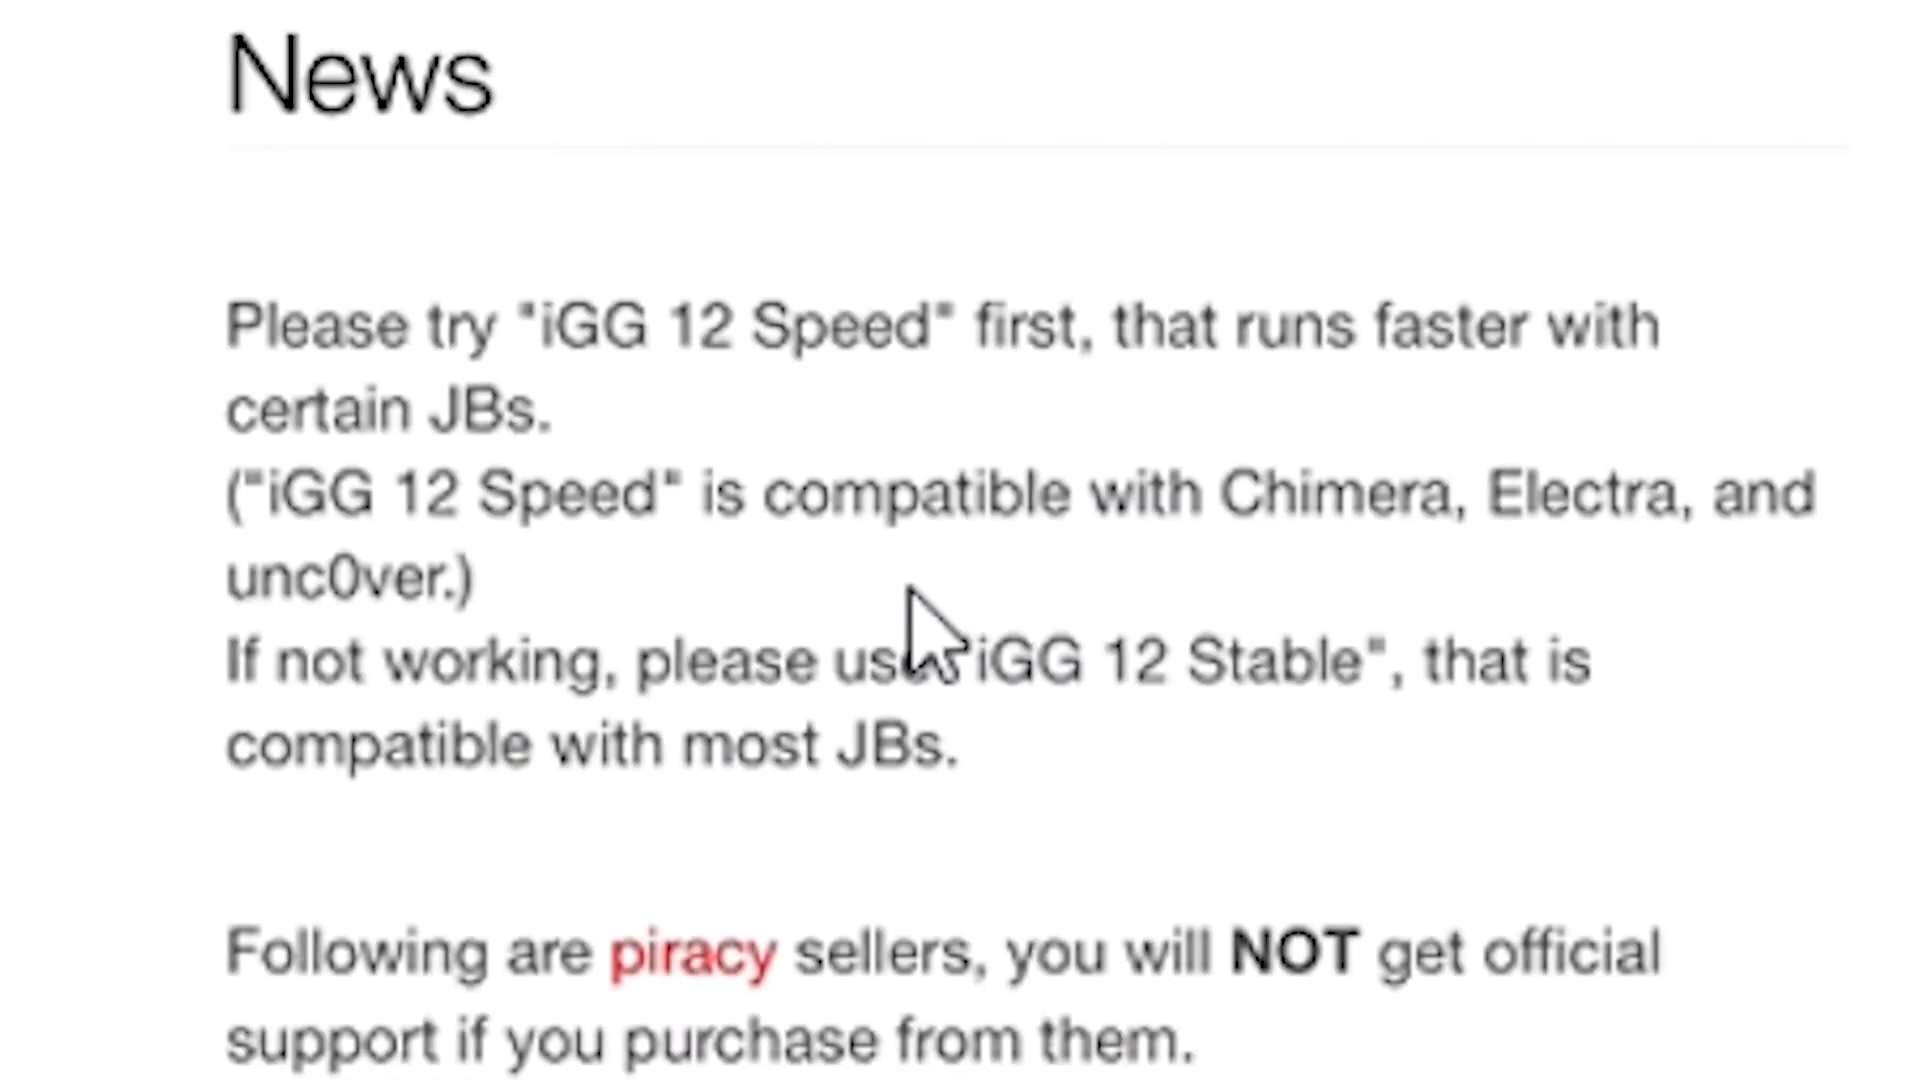 News
Please try "iGG 12 Speed" first, that runs faster with
certain JBs.
("iGG 12 Speed" is compatible with Chimera, Electra, and
unc0ver.)
If not working, please use "iGG 12 Stable", that is
compatible with most JBs.
Following are piracy sellers, you will NOT get official
support if you purchase from them.